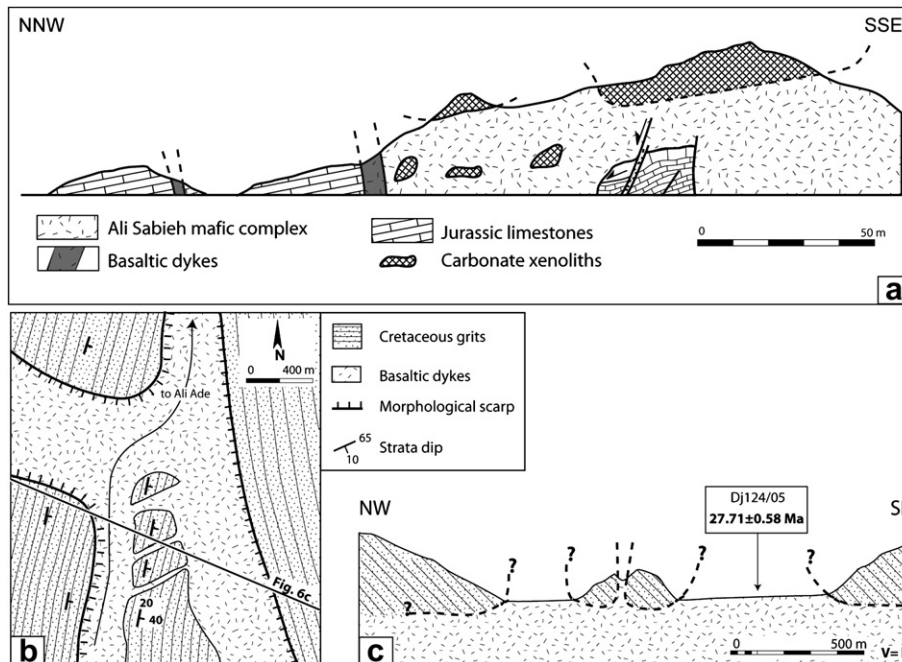 NNW
SSE
Ali Sabieh mafic complex
Basaltic dykes
Jurassic limestones
Carbonate xenoliths
0 50 m
a
N
0 400 m
to Ali Ade
Fig. 6c
20
40
b
Cretaceous grits
Basaltic dykes
Morphological scarp
65
10
Strata dip
NW
Dj124/05
27.71±0.58 Ma
? ? ? ? ?
0 500 m
c
V=